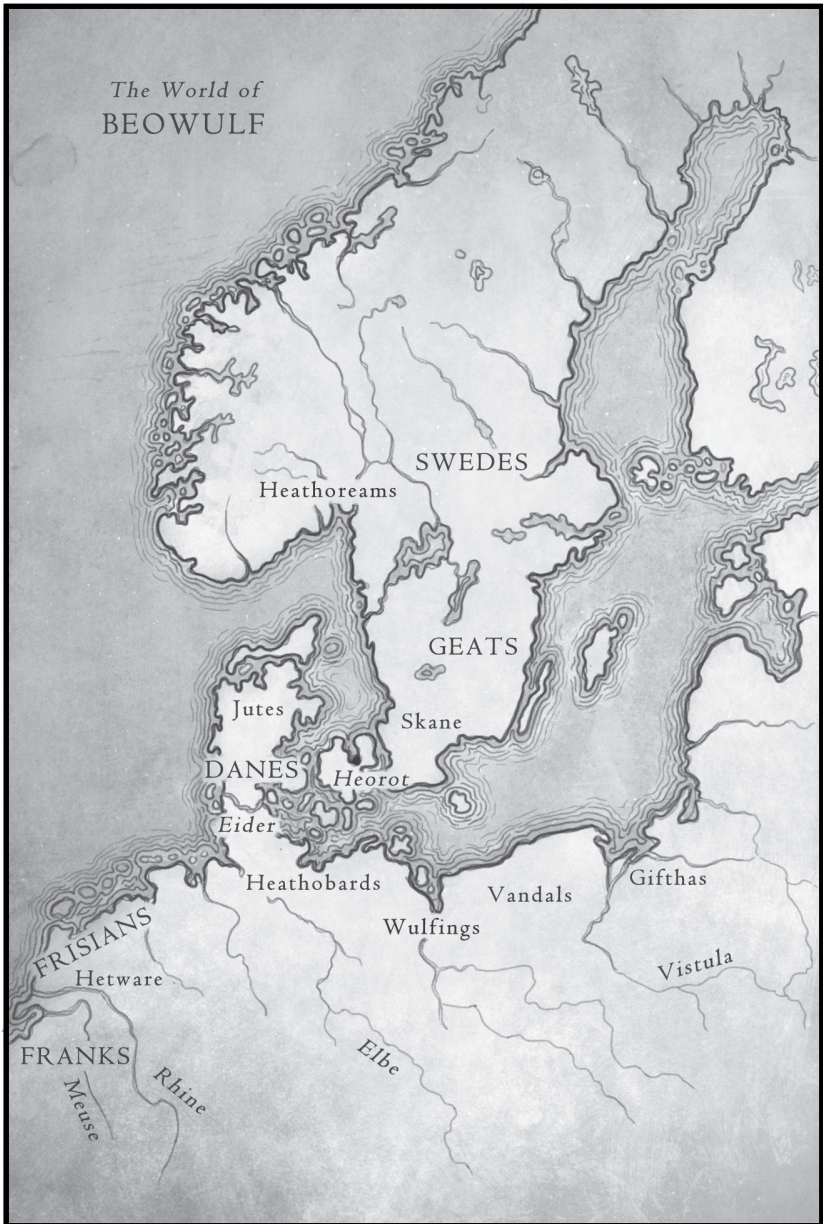 The World of
BEOWULF
SWEDES
Heathoreams
GEATS
Jutes
Skane
DANES
Heorot
Eider
Heathobards
Gifthas
Vandals
Wulfings
FRISIANS
Vistula
Hetware
FRANKS
Elbe
Rhine
Meuse